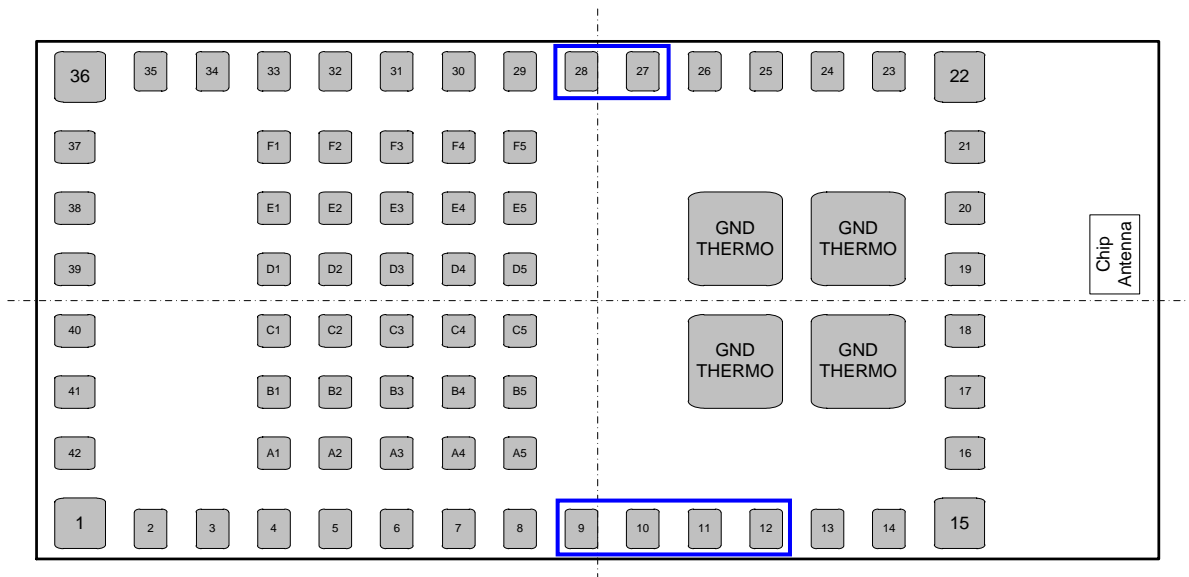 36 35 34 33 32 31 30 29 28 27 26 25 24 23 22
37 F1 F2 F3 F4 F5 21
38 E1 E2 E3 E4 E5 20
GND
THERMO
GND
THERMO
39 D1 D2 D3 D4 D5 19
Chip
Antenna
40 C1 C2 C3 C4 C5 18
GND
THERMO
GND
THERMO
41 B1 B2 B3 B4 B5 17
42 A1 A2 A3 A4 A5 16
1 2 3 4 5 6 7 8 9 10 11 12 13 14 15